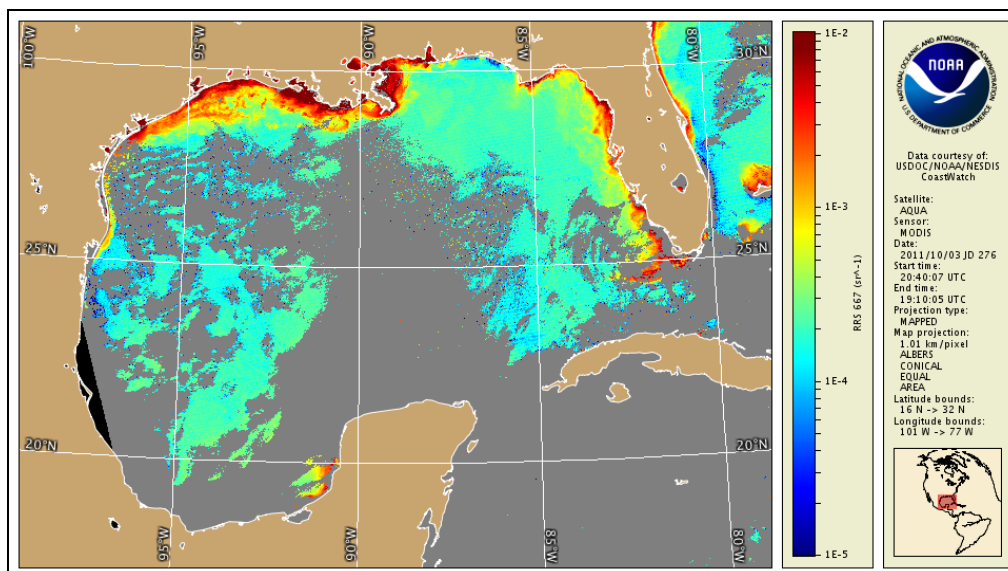 100°W
95°W
90°W
85°W
80°W
30°N
30°N
25°N
25°N
20°N
20°N
95°W
90°W
85°W
80°W
1E-2
1E-3
1E-4
1E-5
RRS 667 (sr^-1)
NATIONAL OCEANIC AND ATMOSPHERIC ADMINISTRATION
NOAA
U.S. DEPARTMENT OF COMMERCE
Data courtesy of:
USDOC/NOAA/NESDIS
CoastWatch
Satellite:
AQUA
Sensor:
MODIS
Date:
2011/10/03 JD 276
Start time:
20:40:07 UTC
End time:
19:10:05 UTC
Projection type:
MAPPED
Map projection:
1.01 km/pixel
ALBERS
CONICAL
EQUAL
AREA
Latitude bounds:
16 N -> 32 N
Longitude bounds:
101 W -> 77 W